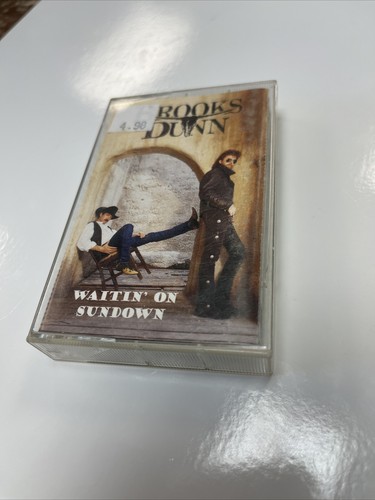 ROOKS
4.90
DUNN
WAITIN' ON
SUNDOWN